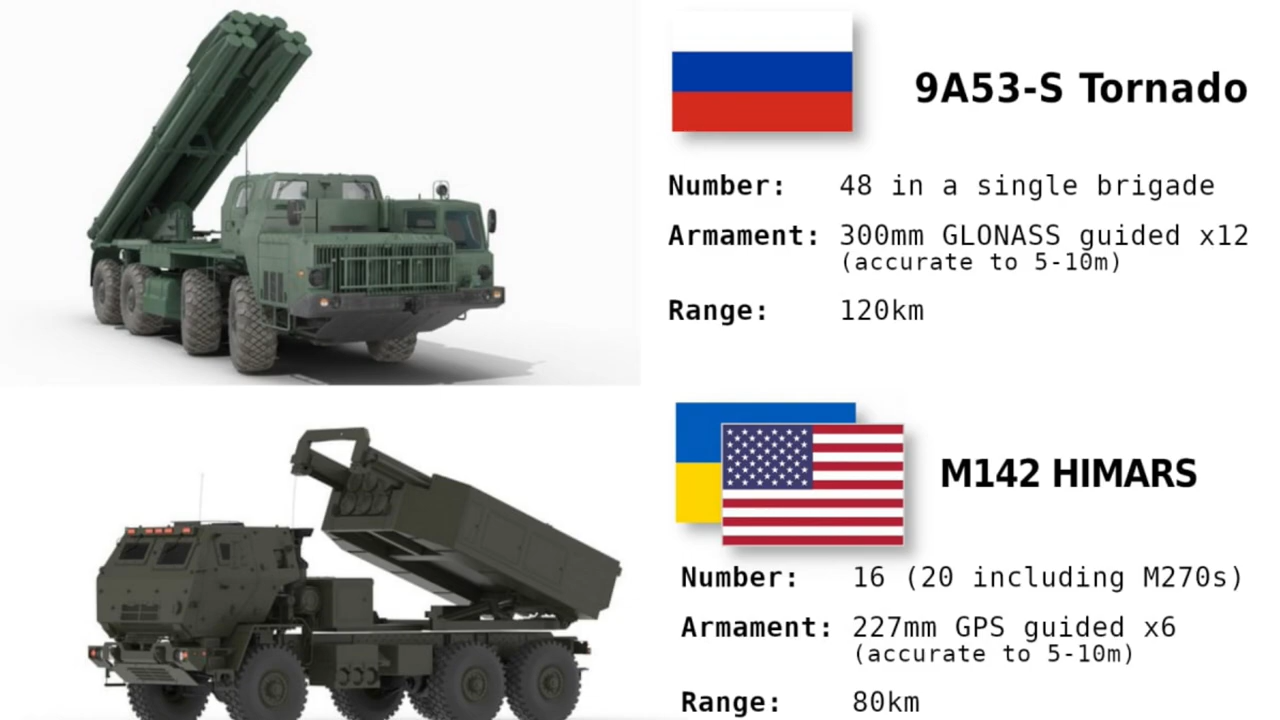 9A53-S Tornado
Number: 48 in a single brigade
Armament: 300mm GLONASS guided x12
(accurate to 5-10m)
Range: 120km
M142 HIMARS
Number: 16 (20 including M270s)
Armament: 227mm GPS guided x6
(accurate to 5-10m)
Range: 80km